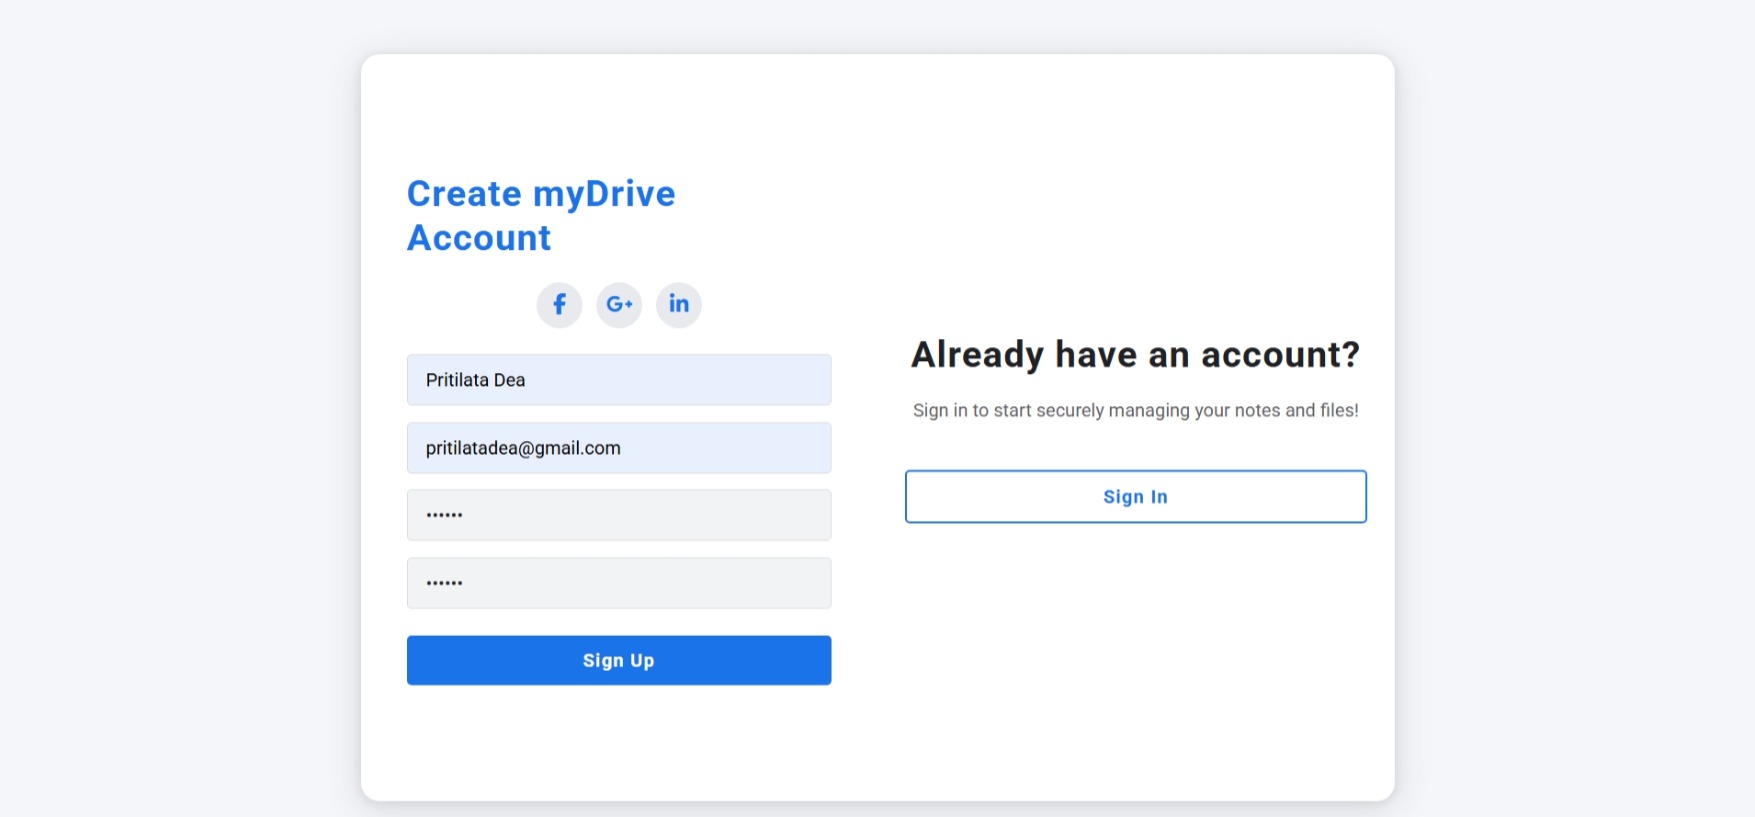 Create myDrive
Account
f G+ in
Pritilata Dea
pritilatadea@gmail.com
••••••
••••••
Sign Up
Already have an account?
Sign in to start securely managing your notes and files!
Sign In